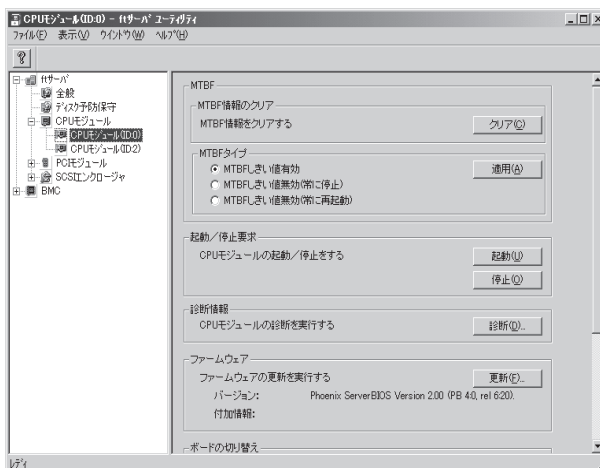 CPUﾓｼﾞｭｰﾙ(ID:0) - ftｻｰﾊﾞ ﾕｰﾃｨﾘﾃｨ
ﾌｧｲﾙ(F) 表示(V) ｳｲﾝﾄﾞｳ(W) ﾍﾙﾌﾟ(H)
ftｻｰﾊﾞ
全般
ﾃﾞｨｽｸ予防保守
CPUモジュール
CPUモジュール(ID:0)
CPUモジュール(ID:2)
PCIモジュール
SCSIエンクロージャ
BMC
MTBF
MTBF情報のクリア
MTBF情報をクリアする
クリア(C)
MTBFタイプ
MTBFしきい値有効
適用(A)
MTBFしきい値無効(常に停止)
MTBFしきい値無効(常に再起動)
起動／停止要求
CPUモジュールの起動／停止をする
起動(U)
停止(O)
診断情報
CPUモジュールの診断を実行する
診断(D)...
ファームウェア
ファームウェアの更新を実行する
更新(F)...
バージョン: Phoenix ServerBIOS Version 2.00 (PB 4.0, rel 6.20).
付加情報:
ボードの切り替え
ﾚﾃﾞｨ